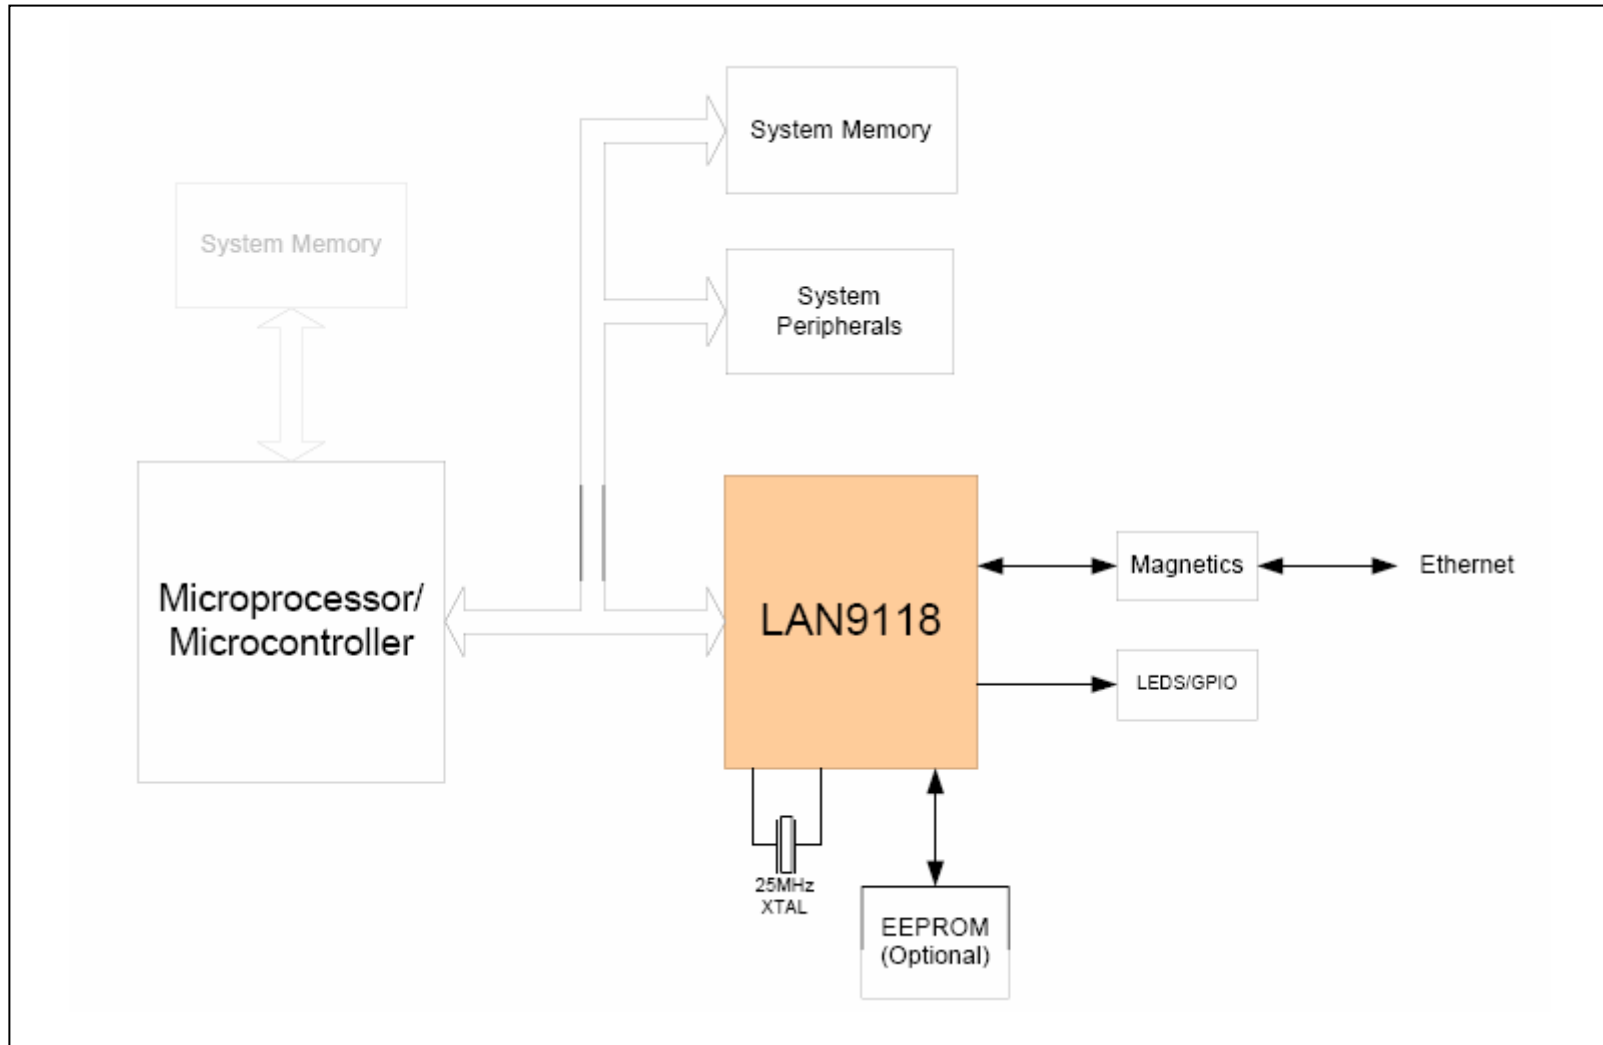 System Memory
System Memory
System
Peripherals
Microprocessor/
Microcontroller
LAN9118
Magnetics
Ethernet
LEDS/GPIO
25MHz
XTAL
EEPROM
(Optional)